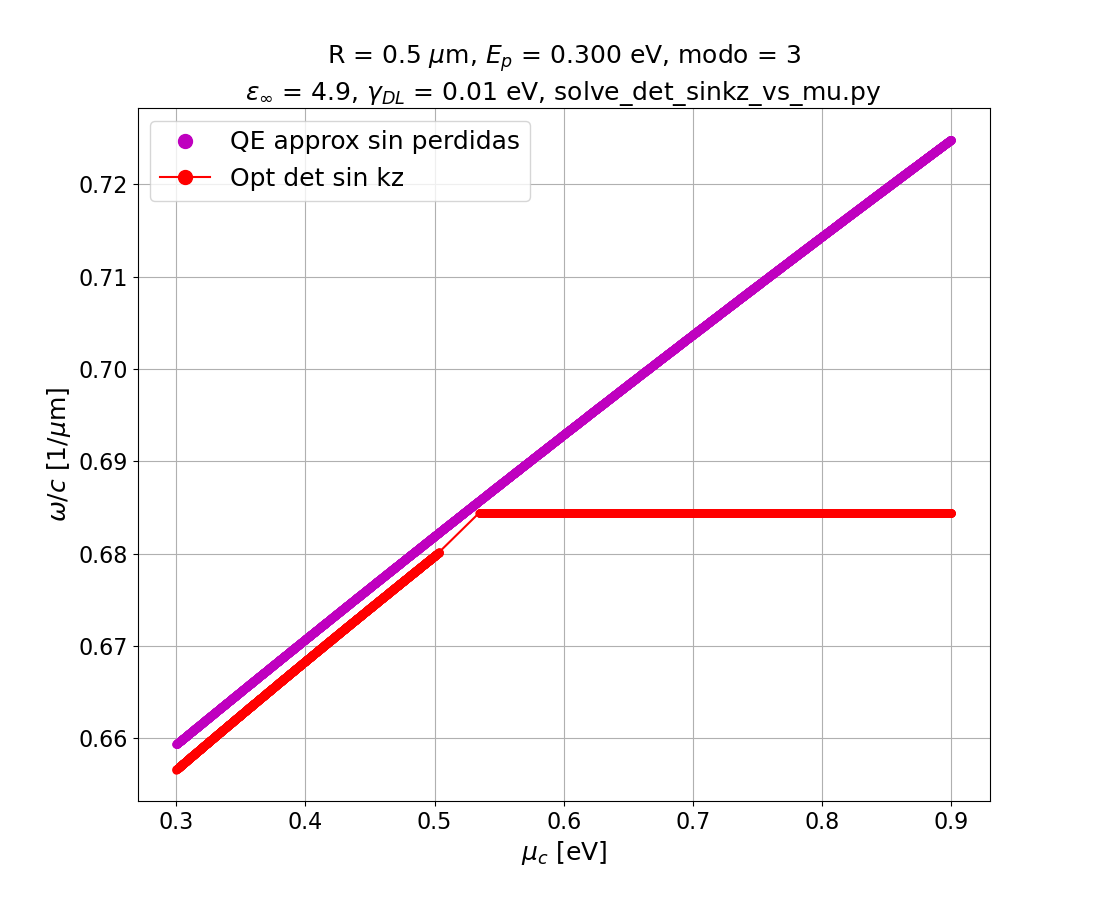 R = 0.5 μm, E_p = 0.300 eV, modo = 3
ε_∞ = 4.9, γ_DL = 0.01 eV, solve_det_sinkz_vs_mu.py
QE approx sin perdidas
Opt det sin kz
0.72
0.71
0.70
0.69
0.68
0.67
0.66
ω/c [1/μm]
0.3 0.4 0.5 0.6 0.7 0.8 0.9
μ_c [eV]